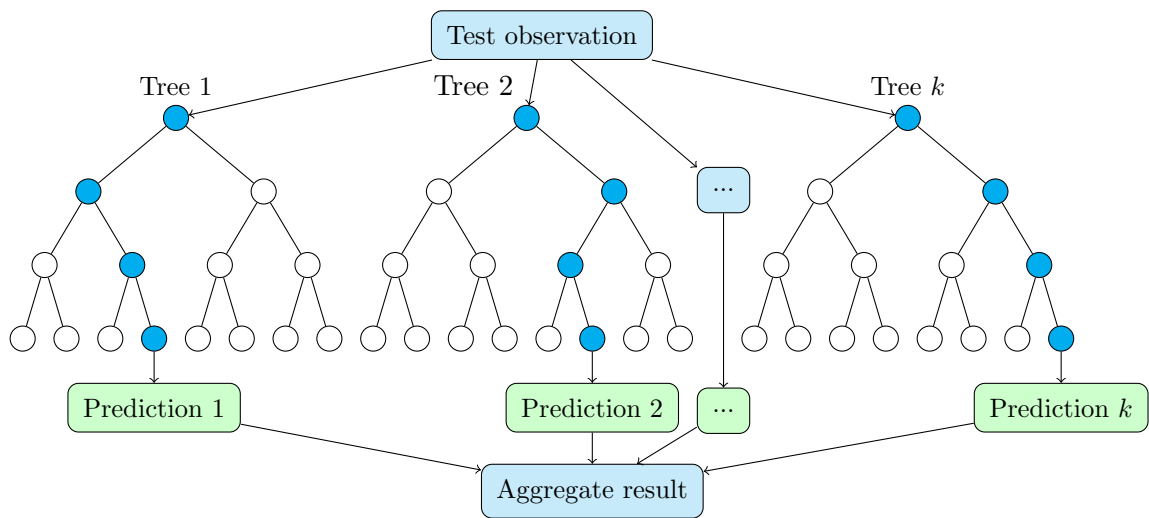 Test observation
Tree 1
Tree 2
Tree k
...
Prediction 1
Prediction 2
...
Prediction k
Aggregate result